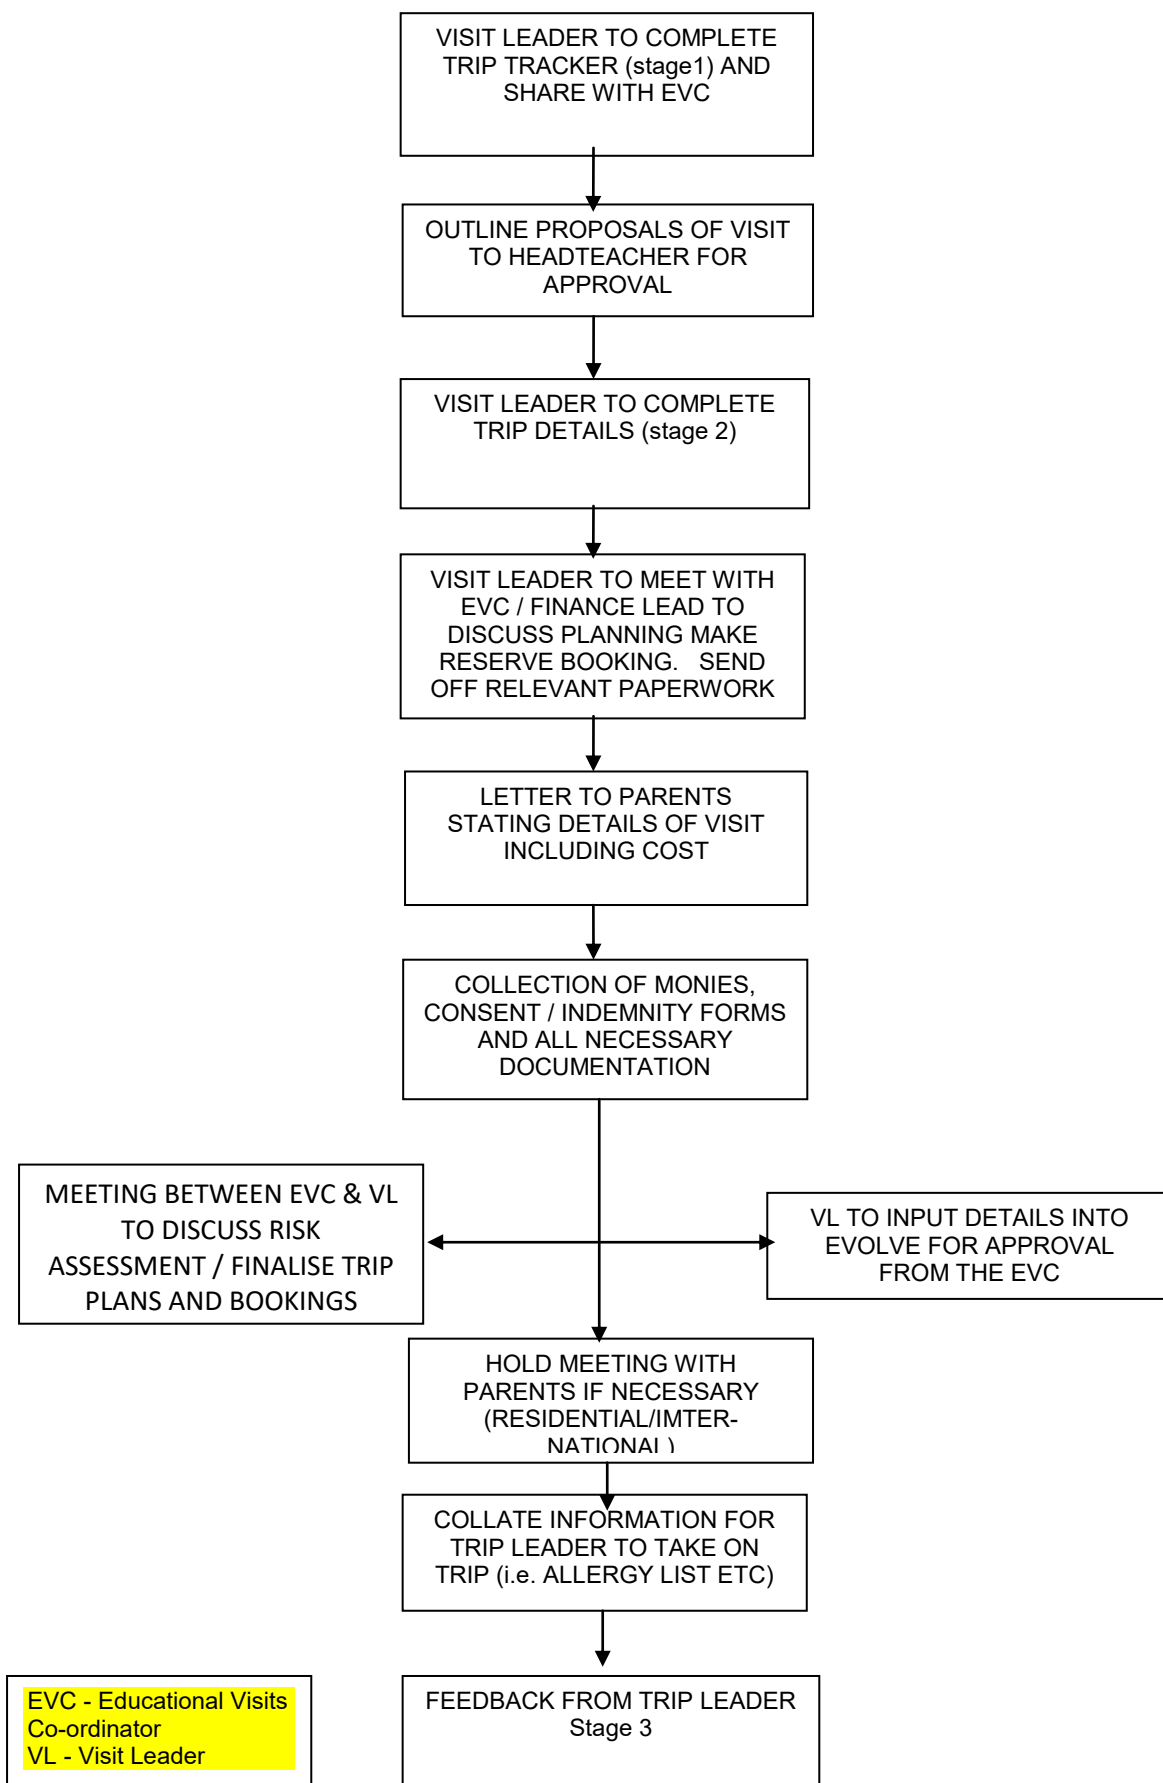 VISIT LEADER TO COMPLETE
TRIP TRACKER (stage1) AND
SHARE WITH EVC
OUTLINE PROPOSALS OF VISIT
TO HEADTEACHER FOR
APPROVAL
VISIT LEADER TO COMPLETE
TRIP DETAILS (stage 2)
VISIT LEADER TO MEET WITH
EVC / FINANCE LEAD TO
DISCUSS PLANNING MAKE
RESERVE BOOKING.   SEND
OFF RELEVANT PAPERWORK
LETTER TO PARENTS
STATING DETAILS OF VISIT
INCLUDING COST
COLLECTION OF MONIES,
CONSENT / INDEMNITY FORMS
AND ALL NECESSARY
DOCUMENTATION
MEETING BETWEEN EVC & VL
TO DISCUSS RISK
ASSESSMENT / FINALISE TRIP
PLANS AND BOOKINGS
VL TO INPUT DETAILS INTO
EVOLVE FOR APPROVAL
FROM THE EVC
HOLD MEETING WITH
PARENTS IF NECESSARY
(RESIDENTIAL/IMTER-
NATIONAL)
COLLATE INFORMATION FOR
TRIP LEADER TO TAKE ON
TRIP (i.e. ALLERGY LIST ETC)
EVC - Educational Visits
Co-ordinator
VL - Visit Leader
FEEDBACK FROM TRIP LEADER
Stage 3